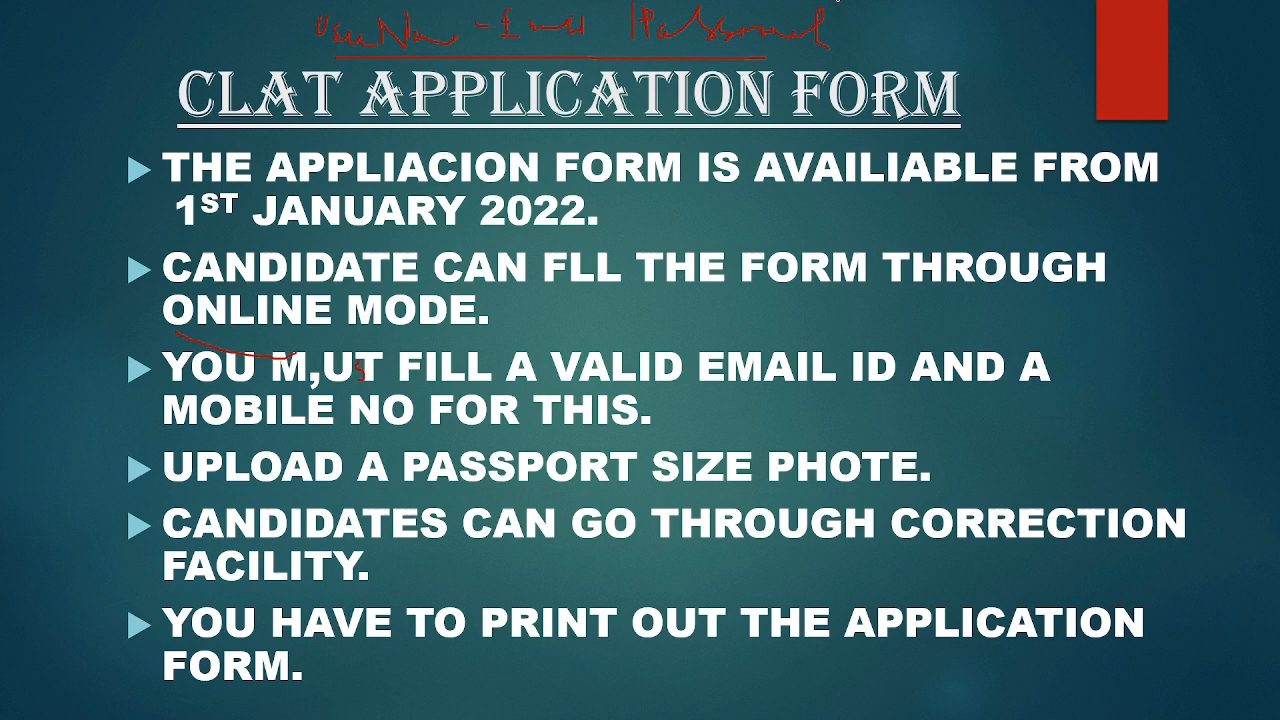 CLAT APPLICATION FORM
THE APPLIACION FORM IS AVAILIABLE FROM
1ST JANUARY 2022.
CANDIDATE CAN FLL THE FORM THROUGH
ONLINE MODE.
YOU M,UT FILL A VALID EMAIL ID AND A
MOBILE NO FOR THIS.
UPLOAD A PASSPORT SIZE PHOTE.
CANDIDATES CAN GO THROUGH CORRECTION
FACILITY.
YOU HAVE TO PRINT OUT THE APPLICATION
FORM.